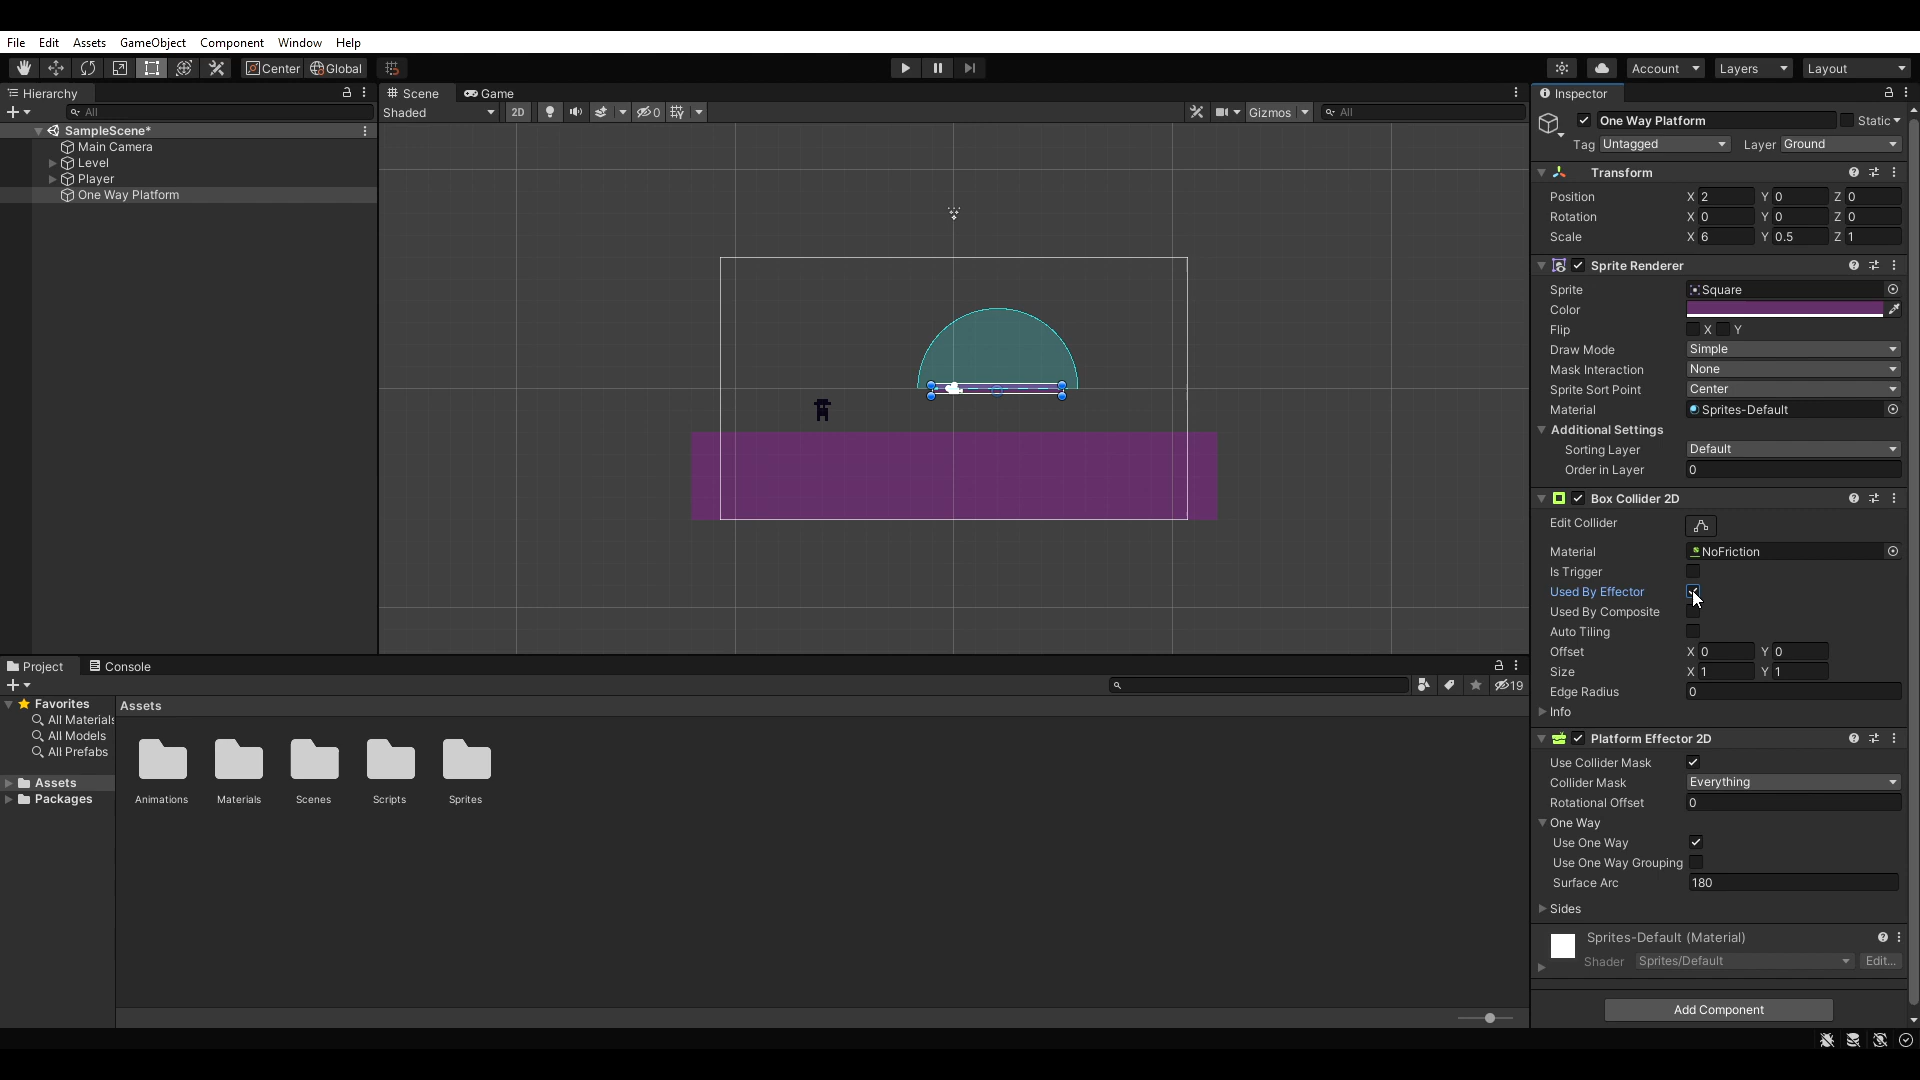 File Edit Assets GameObject Component Window Help
Center Global Account Layers Layout
Hierarchy
All
SampleScene*
Main Camera
Level
Player
One Way Platform
Scene Game
Shaded 2D 0 Gizmos All
Inspector
One Way Platform Static
Tag Untagged Layer Ground
Transform
Position X 2 Y 0 Z 0
Rotation X 0 Y 0 Z 0
Scale X 6 Y 0.5 Z 1
Sprite Renderer
Sprite Square
Color
Flip X Y
Draw Mode Simple
Mask Interaction None
Sprite Sort Point Center
Material Sprites-Default
Additional Settings
Sorting Layer Default
Order in Layer 0
Box Collider 2D
Edit Collider
Material NoFriction
Is Trigger
Used By Effector
Used By Composite
Auto Tiling
Offset X 0 Y 0
Size X 1 Y 1
Edge Radius 0
Info
Platform Effector 2D
Use Collider Mask
Collider Mask Everything
Rotational Offset 0
One Way
Use One Way
Use One Way Grouping
Surface Arc 180
Sides
Sprites-Default (Material)
Shader Sprites/Default Edit...
Add Component
Project Console
19
Favorites
All Materials
All Models
All Prefabs
Assets
Packages
Assets
Animations Materials Scenes Scripts Sprites